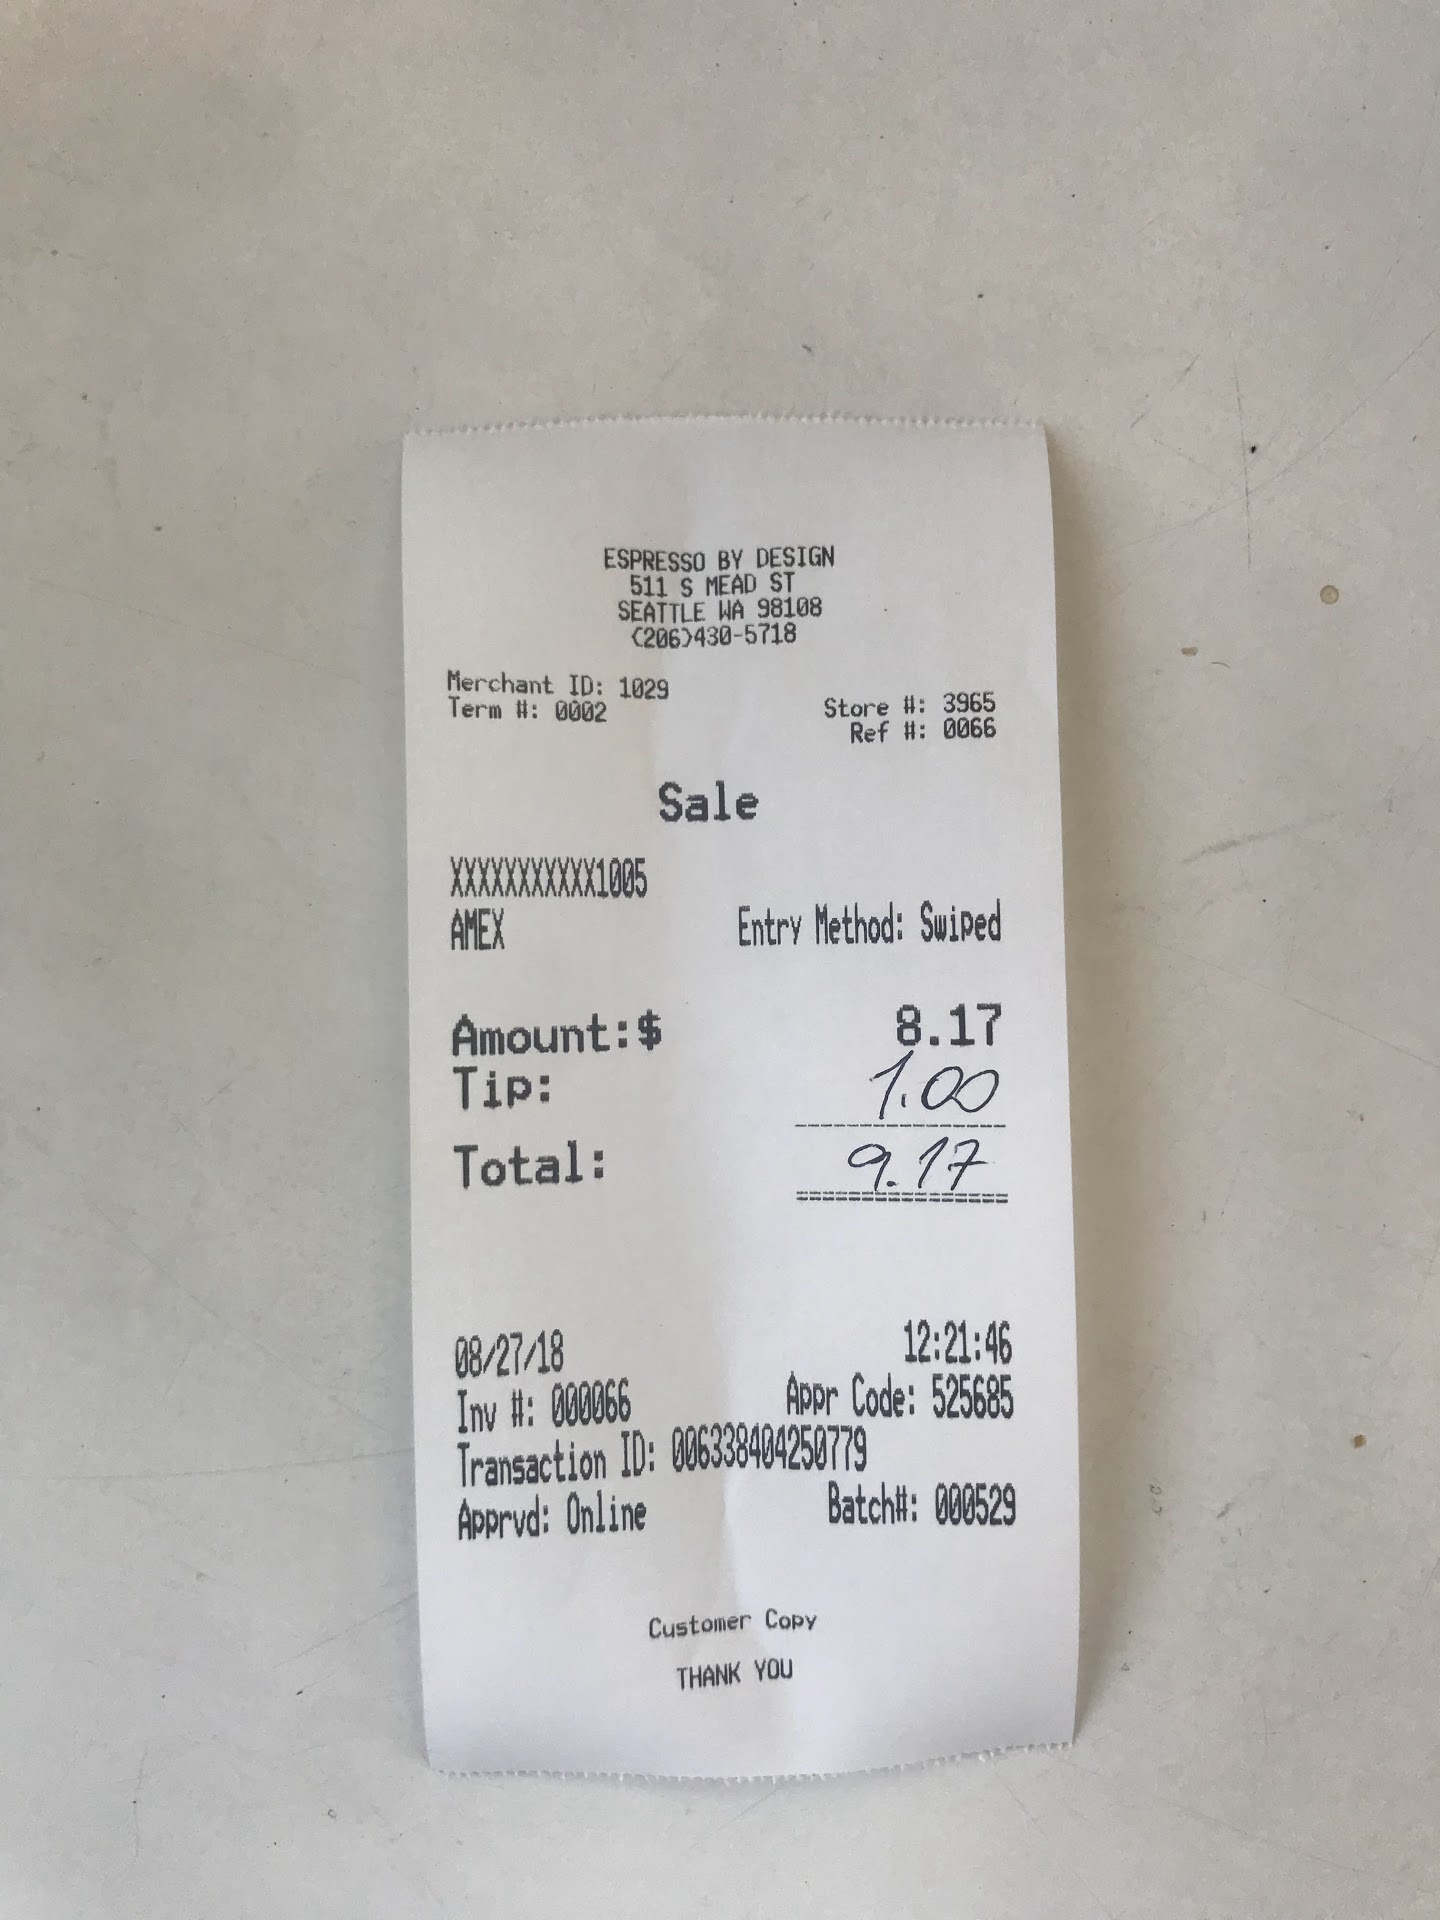 ESPRESSO BY DESIGN
511 S MEAD ST
SEATTLE WA 98108
(206)430-5718
Merchant ID: 1029
Term #: 0002 Store #: 3965
Ref #: 0066
Sale
XXXXXXXXXXX1005
AMEX Entry Method: Swiped
Amount:$ 8.17
Tip: 1.00
Total: 9.17
08/27/18 12:21:46
Inv #: 000066 Appr Code: 525685
Transaction ID: 006338404250779
Apprvd: Online Batch#: 000529
Customer Copy
THANK YOU